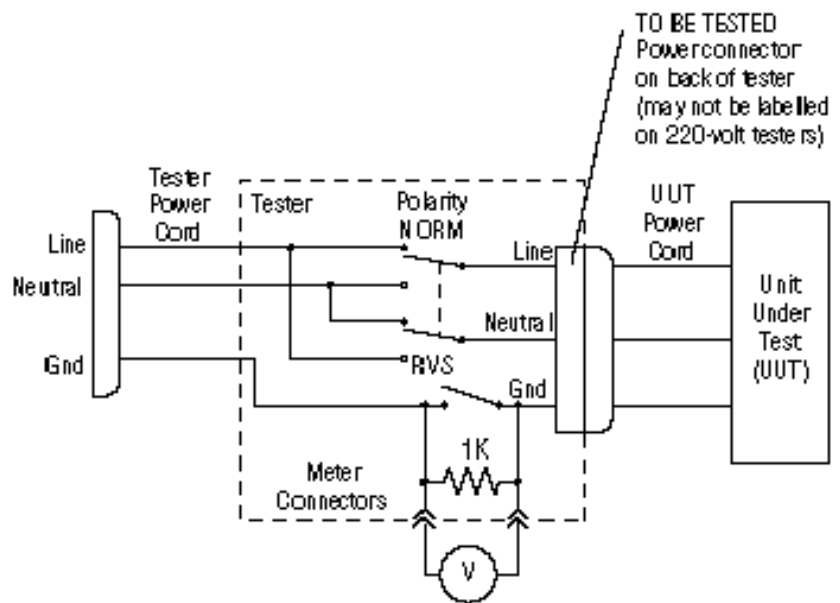 TO BE TESTED
Power connector
on back of tester
(may not be labelled
on 220-volt testers)
Tester
Power
Cord
Tester
Polarity
NORM
UUT
Power
Cord
Line
Line
Neutral
Neutral
Unit
Under
Test
(UUT)
Gnd
RVS
Gnd
1K
Meter
Connectors
V